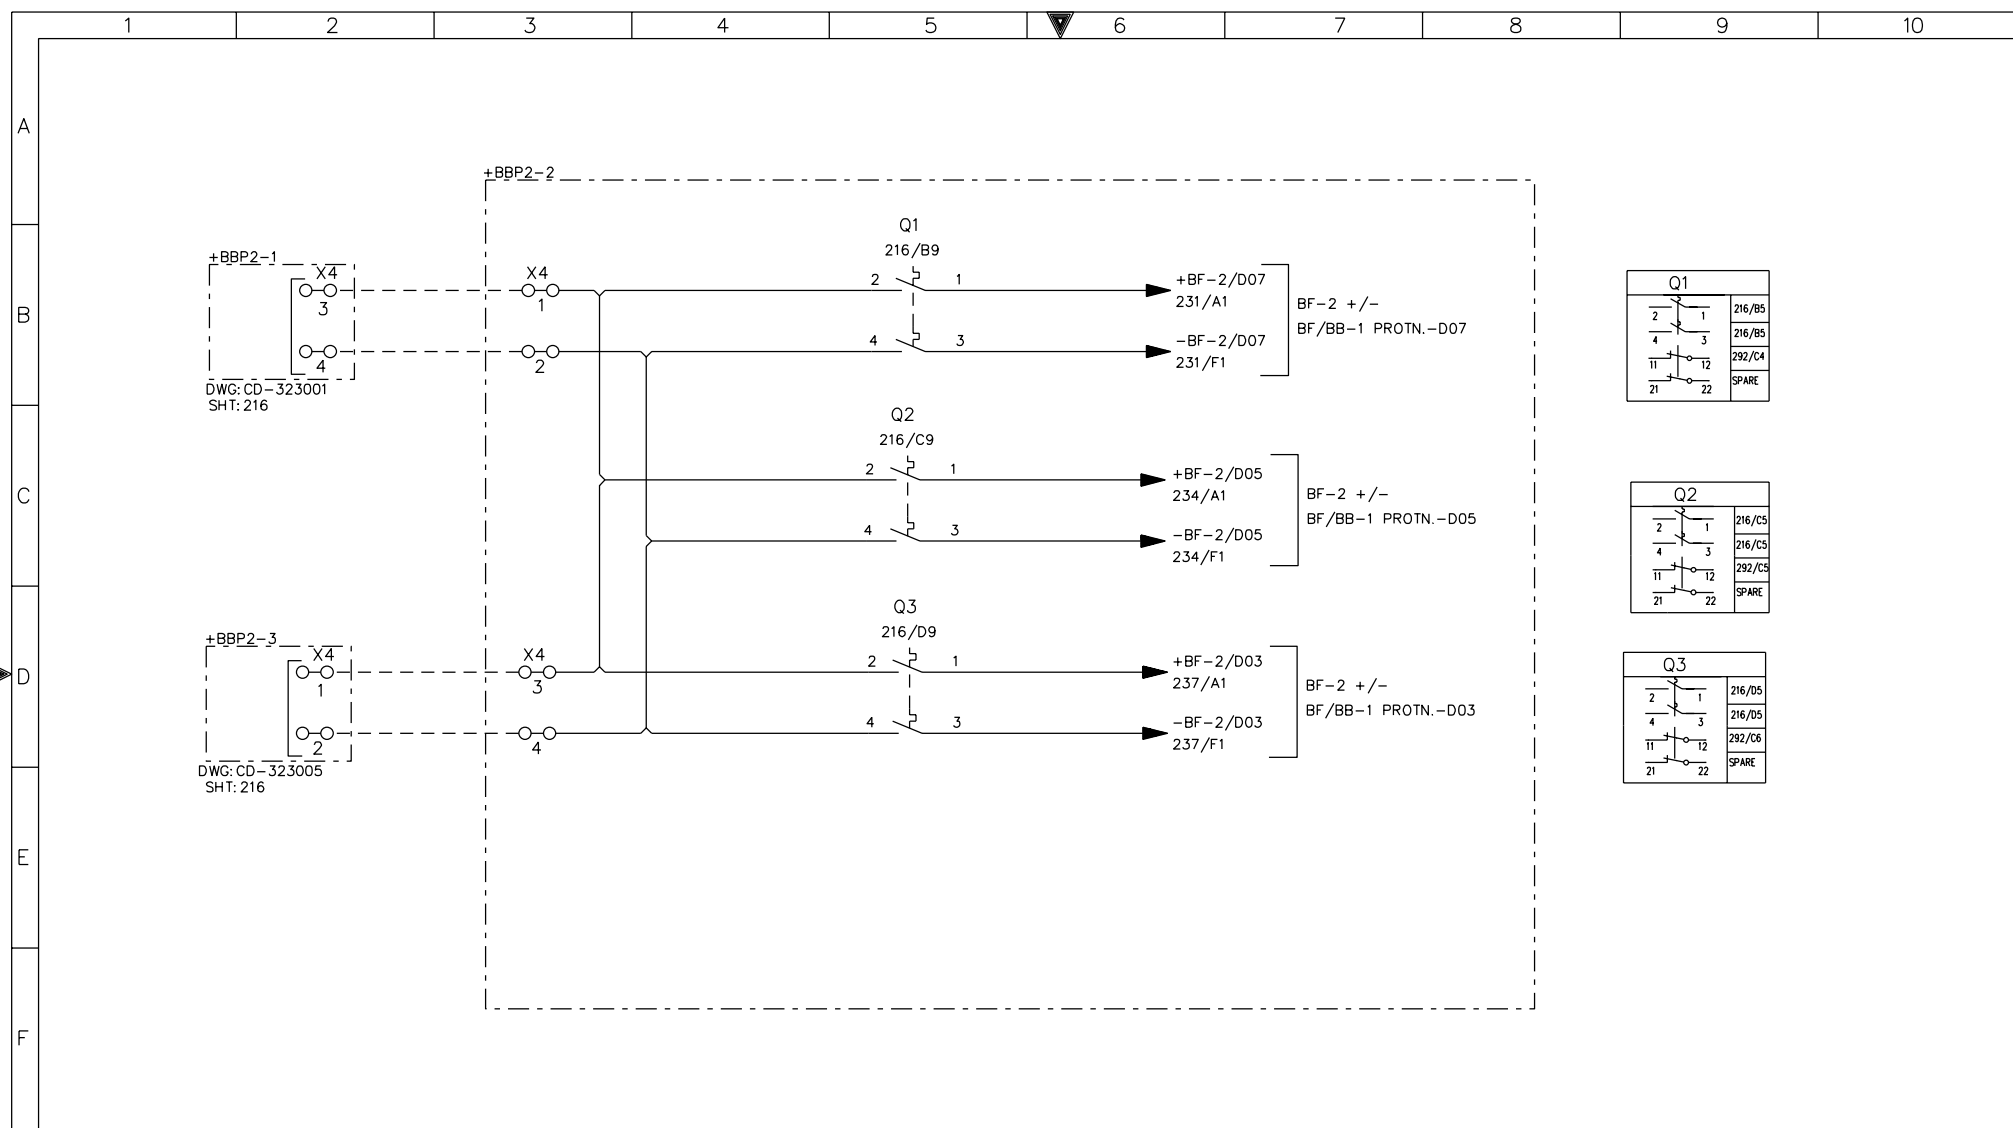 1 2 3 4 5 6 7 8 9 10
A
+BBP2-2
Q1
216/B9
+BBP2-1
X4
3
4
DWG: CD-323001
SHT: 216
B
X4
1
2
2 1
4 3
+BF-2/D07
231/A1
-BF-2/D07
231/F1
BF-2 +/-
BF/BB-1 PROTN.-D07
Q1
2 1 216/B5
4 3 216/B5
11 12 292/C4
21 22 SPARE
C
Q2
216/C9
2 1
4 3
+BF-2/D05
234/A1
-BF-2/D05
234/F1
BF-2 +/-
BF/BB-1 PROTN.-D05
Q2
2 1 216/C5
4 3 216/C5
11 12 292/C5
21 22 SPARE
D
+BBP2-3
X4
1
2
DWG: CD-323005
SHT: 216
X4
3
4
Q3
216/D9
2 1
4 3
+BF-2/D03
237/A1
-BF-2/D03
237/F1
BF-2 +/-
BF/BB-1 PROTN.-D03
Q3
2 1 216/D5
4 3 216/D5
11 12 292/C6
21 22 SPARE
E
F